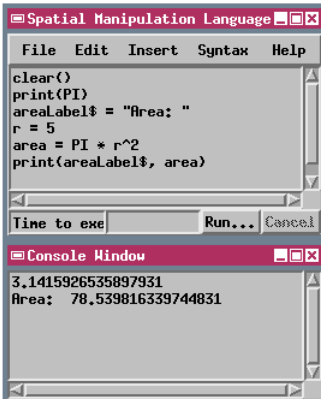 Spatial Manipulation Language
File Edit Insert Syntax Help
clear()
print(PI)
areaLabel$ = "Area: "
r = 5
area = PI * r^2
print(areaLabel$, area)
Time to exe
Run... Cancel
Console Window
3.1415926535897931
Area:  78.539816339744831